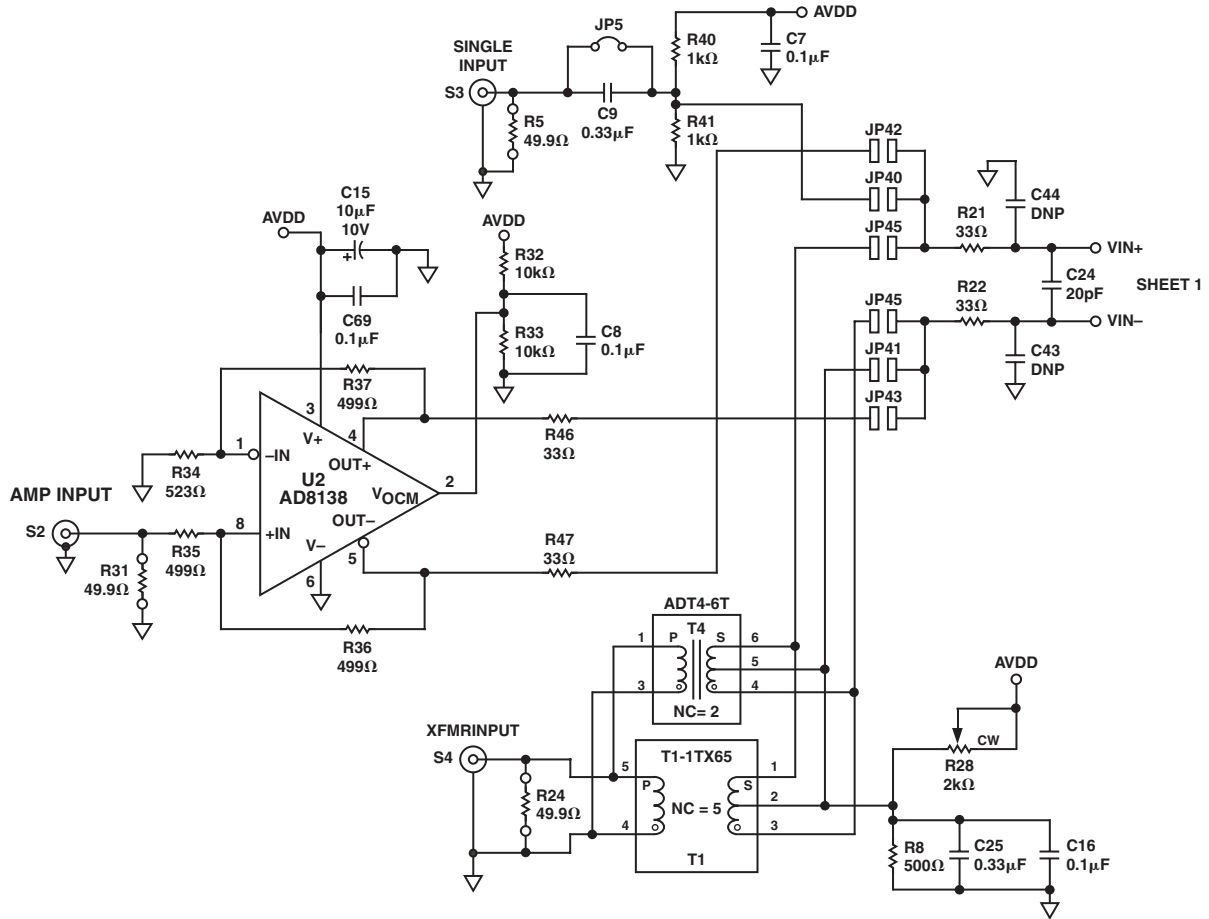 AVDD
JP5
SINGLE
INPUT
S3
R40
1kΩ
C7
0.1μF
R5
49.9Ω
C9
0.33μF
R41
1kΩ
JP42
JP40
JP45
C44
DNP
R21
33Ω
VIN+
C24
20pF
SHEET 1
R22
33Ω
JP45
VIN–
JP41
C43
DNP
JP43
C15
10μF
10V
AVDD
+
C69
0.1μF
AVDD
R32
10kΩ
R33
10kΩ
C8
0.1μF
R37
499Ω
3
V+
4
OUT+
R46
33Ω
1
–IN
R34
523Ω
U2
AD8138
VOCM
2
AMP INPUT
S2
8
+IN
OUT–
V–
5
6
R35
499Ω
R31
49.9Ω
R47
33Ω
R36
499Ω
ADT4-6T
T4
1
P
S
6
5
3
4
NC= 2
XFMRINPUT
S4
T1-1TX65
5
P
S
1
NC = 5
2
4
3
T1
R24
49.9Ω
AVDD
CW
R28
2kΩ
R8
500Ω
C25
0.33μF
C16
0.1μF